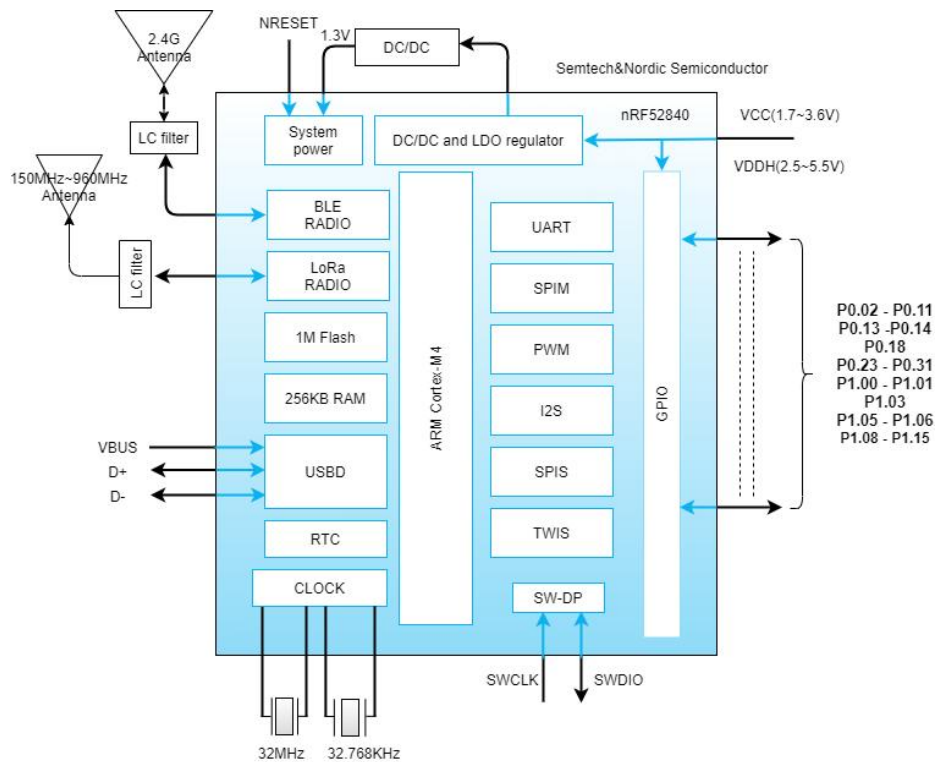 2.4G
Antenna
NRESET
1.3V
DC/DC
Semtech&Nordic Semiconductor
LC filter
System
power
DC/DC and LDO regulator
nRF52840
VCC(1.7~3.6V)
VDDH(2.5~5.5V)
150MHz~960MHz
Antenna
BLE
RADIO
LC filter
LoRa
RADIO
1M Flash
256KB RAM
VBUS
D+
D-
USBD
RTC
CLOCK
32MHz
32.768KHz
ARM Cortex-M4
UART
SPIM
PWM
I2S
SPIS
TWIS
SW-DP
SWCLK
SWDIO
GPIO
P0.02 - P0.11
P0.13 -P0.14
P0.18
P0.23 - P0.31
P1.00 - P1.01
P1.03
P1.05 - P1.06
P1.08 - P1.15